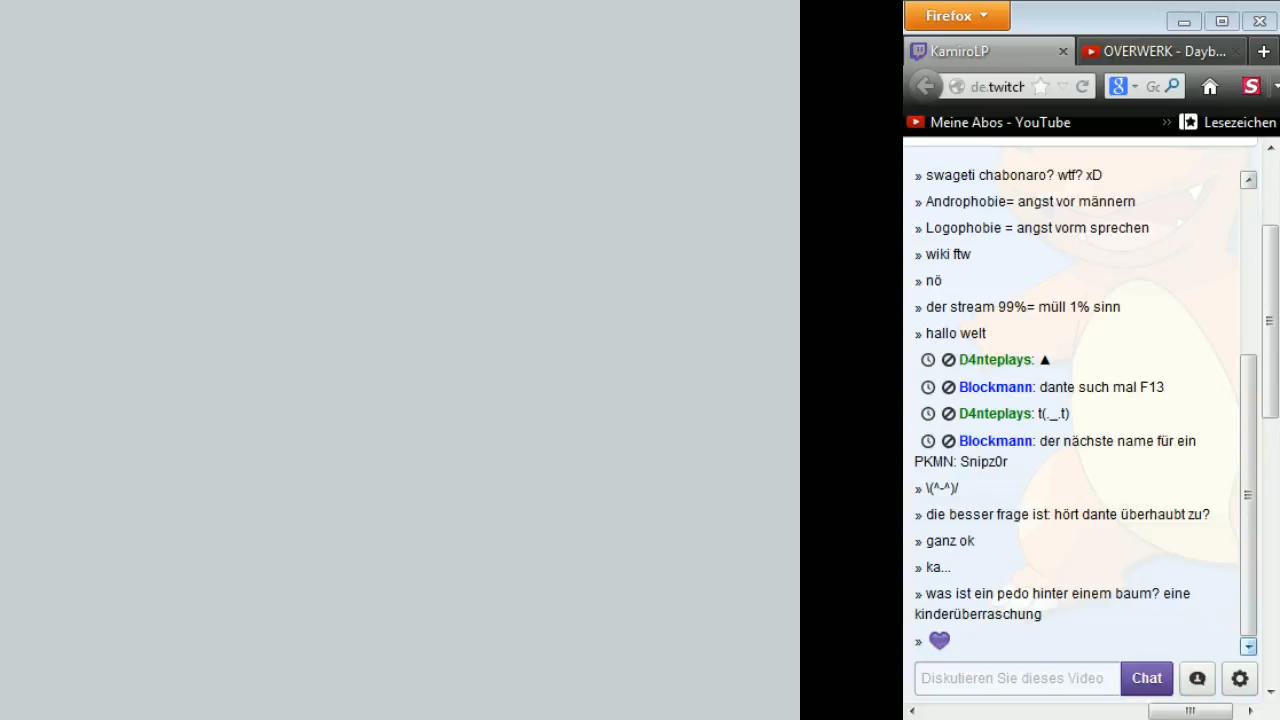 Firefox
KamiroLP
OVERWERK - Dayb...
de.twitch
Go
Meine Abos - YouTube
Lesezeichen
» swageti chabonaro? wtf? xD
» Androphobie= angst vor männern
» Logophobie = angst vorm sprechen
» wiki ftw
» nö
» der stream 99%= müll 1% sinn
» hallo welt
D4nteplays: ▲
Blockmann: dante such mal F13
D4nteplays: t(._.t)
Blockmann: der nächste name für ein
PKMN: Snipz0r
» \(^-^)/
» die besser frage ist: hört dante überhaubt zu?
» ganz ok
» ka...
» was ist ein pedo hinter einem baum? eine
kinderüberraschung
» 💜
Diskutieren Sie dieses Video
Chat